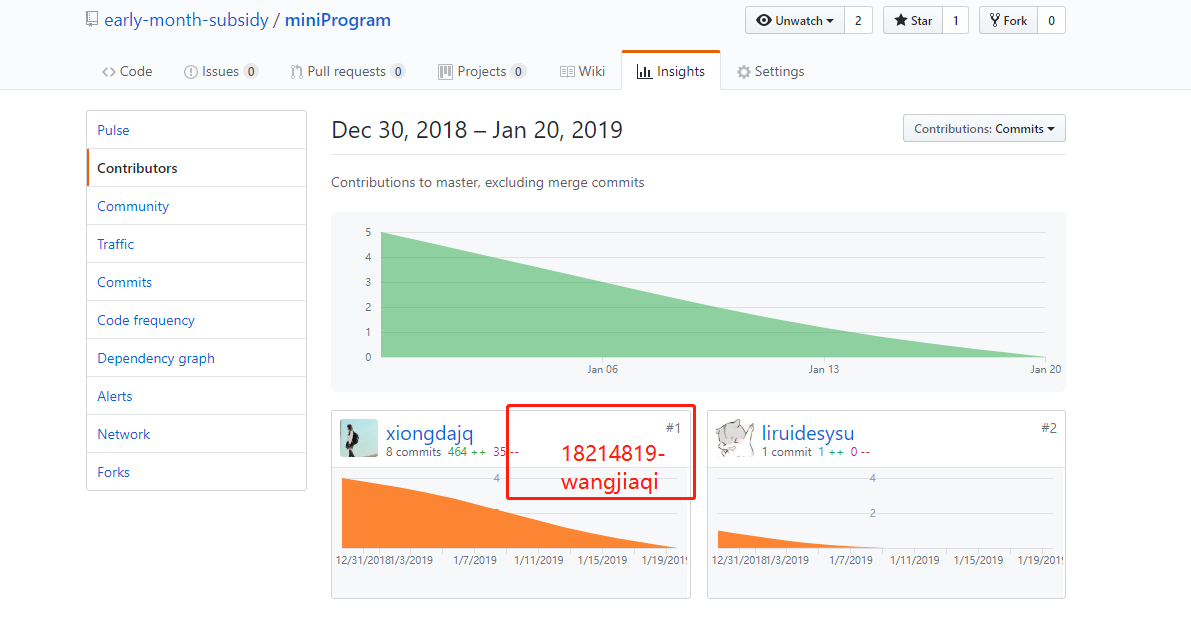 early-month-subsidy / miniProgram
Unwatch 2 Star 1 Fork 0
Code Issues 0 Pull requests 0 Projects 0 Wiki Insights Settings
Pulse
Contributors
Community
Traffic
Commits
Code frequency
Dependency graph
Alerts
Network
Forks
Dec 30, 2018 – Jan 20, 2019
Contributions: Commits
Contributions to master, excluding merge commits
5
4
3
2
1
0
Jan 06 Jan 13 Jan 20
xiongdajq #1
8 commits 464 ++ 35 --
18214819-
wangjiaqi
4
12/31/2018 1/3/2019 1/7/2019 1/11/2019 1/15/2019 1/19/2019
liruidesysu #2
1 commit 1 ++ 0 --
4
2
12/31/2018 1/3/2019 1/7/2019 1/11/2019 1/15/2019 1/19/2019